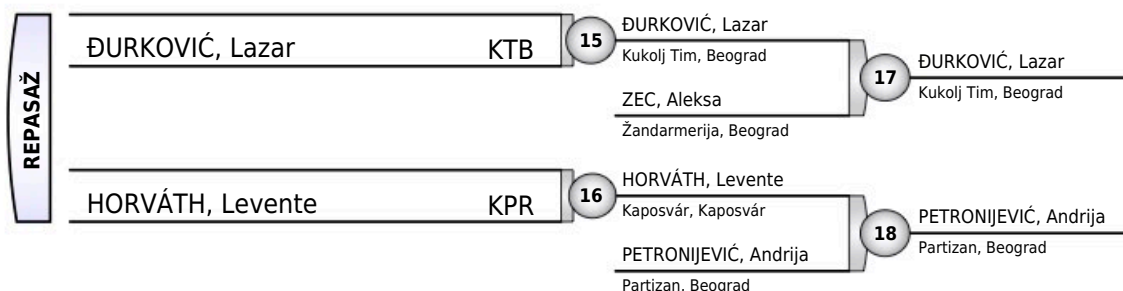 REPASAŽ
ĐURKOVIĆ, Lazar KTB
15
ĐURKOVIĆ, Lazar
Kukolj Tim, Beograd
ZEC, Aleksa
Žandarmerija, Beograd
17
ĐURKOVIĆ, Lazar
Kukolj Tim, Beograd
HORVÁTH, Levente KPR
16
HORVÁTH, Levente
Kaposvár, Kaposvár
PETRONIJEVIĆ, Andrija
Partizan, Beograd
18
PETRONIJEVIĆ, Andrija
Partizan, Beograd